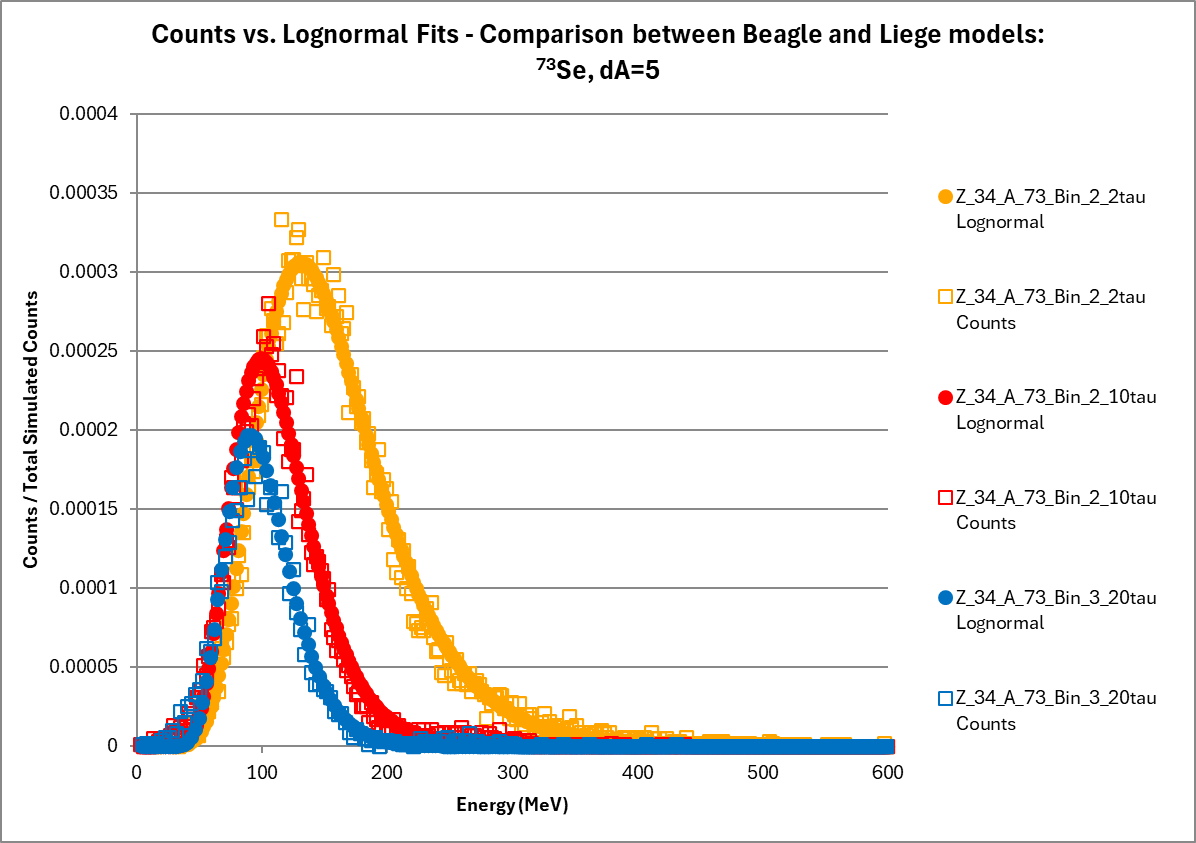 Counts vs. Lognormal Fits - Comparison between Beagle and Liege models:
⁷³Se, dA=5
Counts / Total Simulated Counts
0.0004
0.00035
0.0003
0.00025
0.0002
0.00015
0.0001
0.00005
0
0 100 200 300 400 500 600
Energy (MeV)
Z_34_A_73_Bin_2_2tau
Lognormal
Z_34_A_73_Bin_2_2tau
Counts
Z_34_A_73_Bin_2_10tau
Lognormal
Z_34_A_73_Bin_2_10tau
Counts
Z_34_A_73_Bin_3_20tau
Lognormal
Z_34_A_73_Bin_3_20tau
Counts